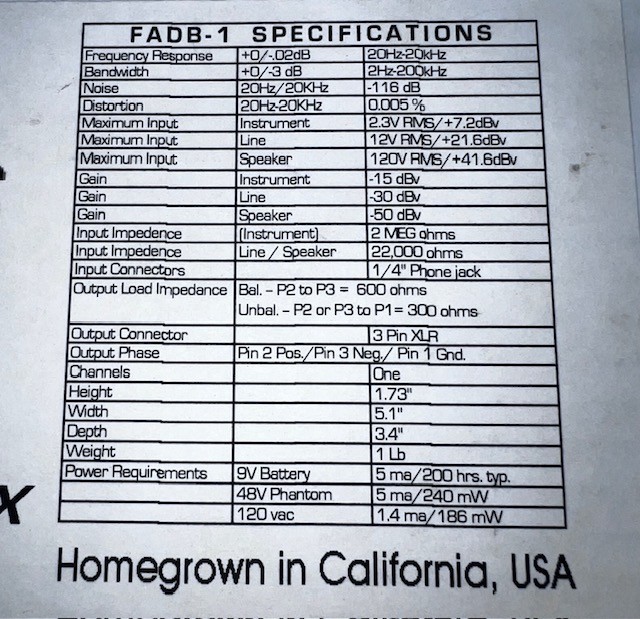 FADB-1 SPECIFICATIONS
Frequency Response +0/-.02dB 20Hz-20kHz
Bandwidth +0/-3 dB 2Hz-200kHz
Noise 20Hz/20KHz -116 dB
Distortion 20Hz-20KHz 0.005 %
Maximum Input Instrument 2.3V RMS/+7.2dBv
Maximum Input Line 12V RMS/+21.6dBv
Maximum Input Speaker 120V RMS/+41.6dBv
Gain Instrument -15 dBv
Gain Line -30 dBv
Gain Speaker -50 dBv
Input Impedence (Instrument) 2 MEG ohms
Input Impedence Line / Speaker 22,000 ohms
Input Connectors 1/4" Phone jack
Output Load Impedance Bal. - P2 to P3 = 600 ohms
Unbal. - P2 or P3 to P1= 300 ohms
Output Connector 3 Pin XLR
Output Phase Pin 2 Pos./Pin 3 Neg./ Pin 1 Gnd.
Channels One
Height 1.73"
Width 5.1"
Depth 3.4"
Weight 1 Lb
Power Requirements 9V Battery 5 ma/200 hrs. typ.
48V Phantom 5 ma/240 mW
120 vac 1.4 ma/186 mW
X
Homegrown in California, USA